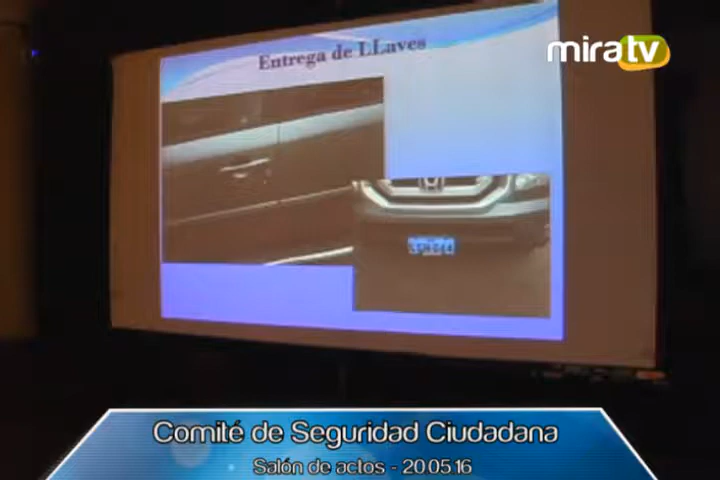 Entrega de LLaves
miratv
Comité de Seguridad Ciudadana
Salón de actos - 20.05.16